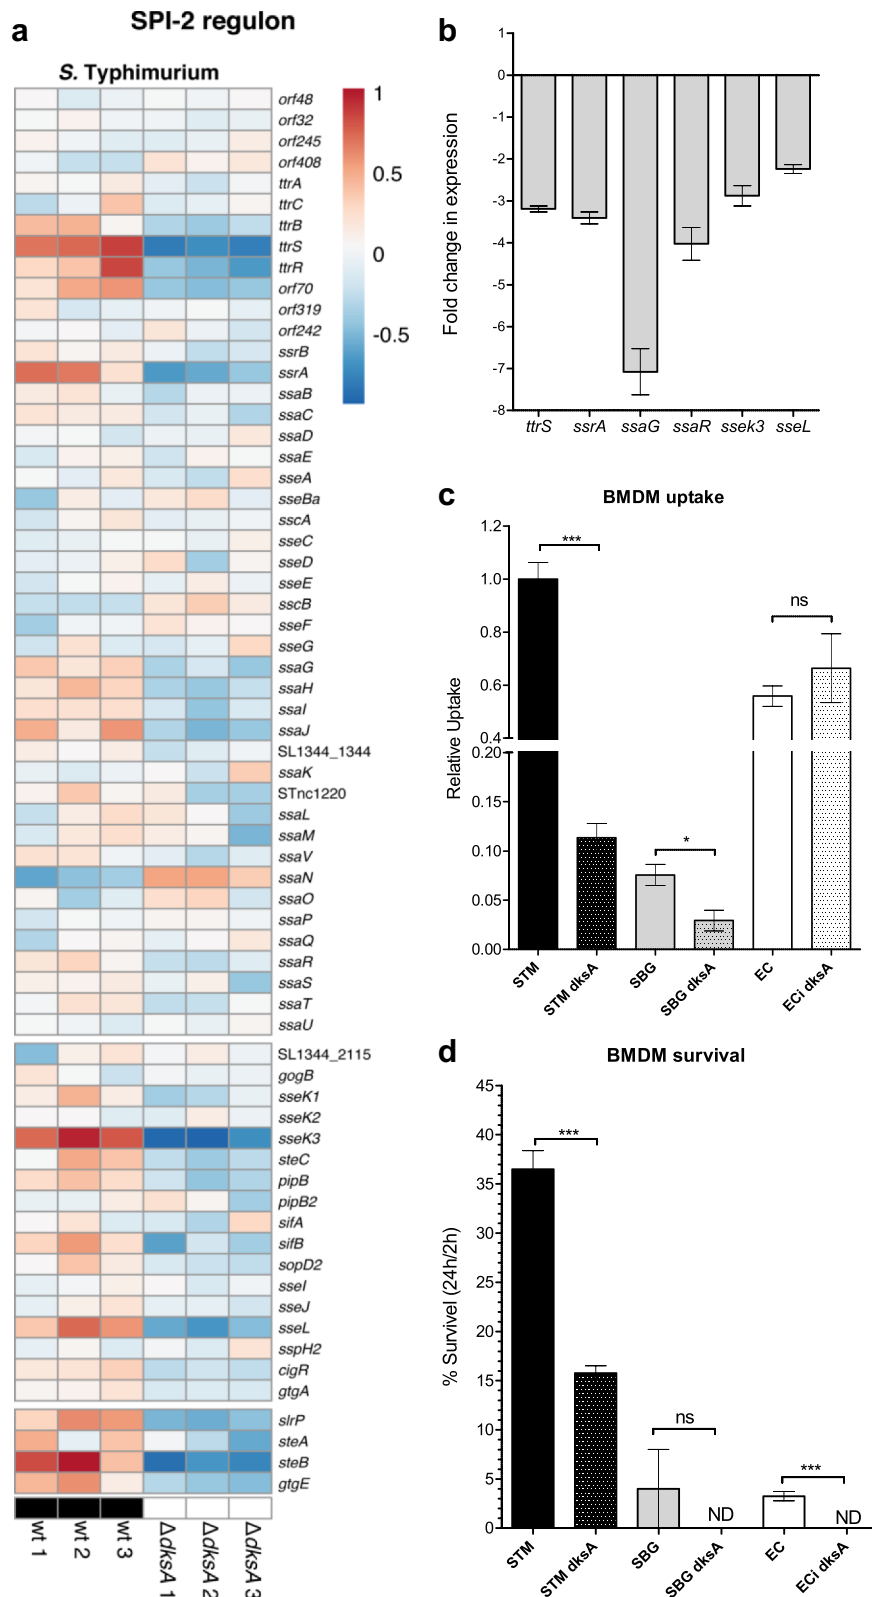 a
SPI-2 regulon
S. Typhimurium
orf48
orf32
orf245
orf408
ttrA
ttrC
ttrB
ttrS
ttrR
orf70
orf319
orf242
ssrB
ssrA
ssaB
ssaC
ssaD
ssaE
sseA
sseBa
sscA
sseC
sseD
sseE
sscB
sseF
sseG
ssaG
ssaH
ssaI
ssaJ
SL1344_1344
ssaK
STnc1220
ssaL
ssaM
ssaV
ssaN
ssaO
ssaP
ssaQ
ssaR
ssaS
ssaT
ssaU
SL1344_2115
gogB
sseK1
sseK2
sseK3
steC
pipB
pipB2
sifA
sifB
sopD2
sseI
sseJ
sseL
sspH2
cigR
gtgA
slrP
steA
steB
gtgE
wt 1
wt 2
wt 3
ΔdksA 1
ΔdksA 2
ΔdksA 3
1
0.5
0
-0.5
b
Fold change in expression
1
0
-1
-2
-3
-4
-5
-6
-7
-8
ttrS ssrA ssaG ssaR ssek3 sseL
c
BMDM uptake
Relative Uptake
1.2
1.0
0.8
0.6
0.4
0.20
0.15
0.10
0.05
0.00
***
*
ns
STM
STM dksA
SBG
SBG dksA
EC
ECi dksA
d
BMDM survival
% Survivel (24h/2h)
45
40
35
30
25
20
15
10
5
0
***
ns
***
ND
ND
STM
STM dksA
SBG
SBG dksA
EC
ECi dksA